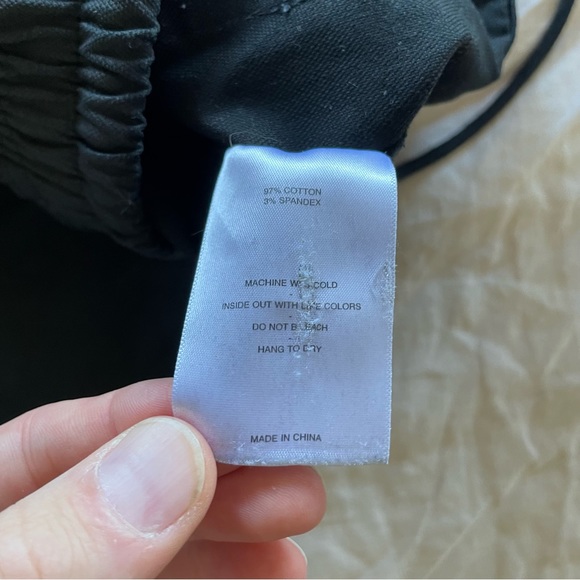 97% COTTON
3% SPANDEX
MACHINE WASH COLD
-
INSIDE OUT WITH LIKE COLORS
-
DO NOT BLEACH
-
HANG TO DRY
MADE IN CHINA